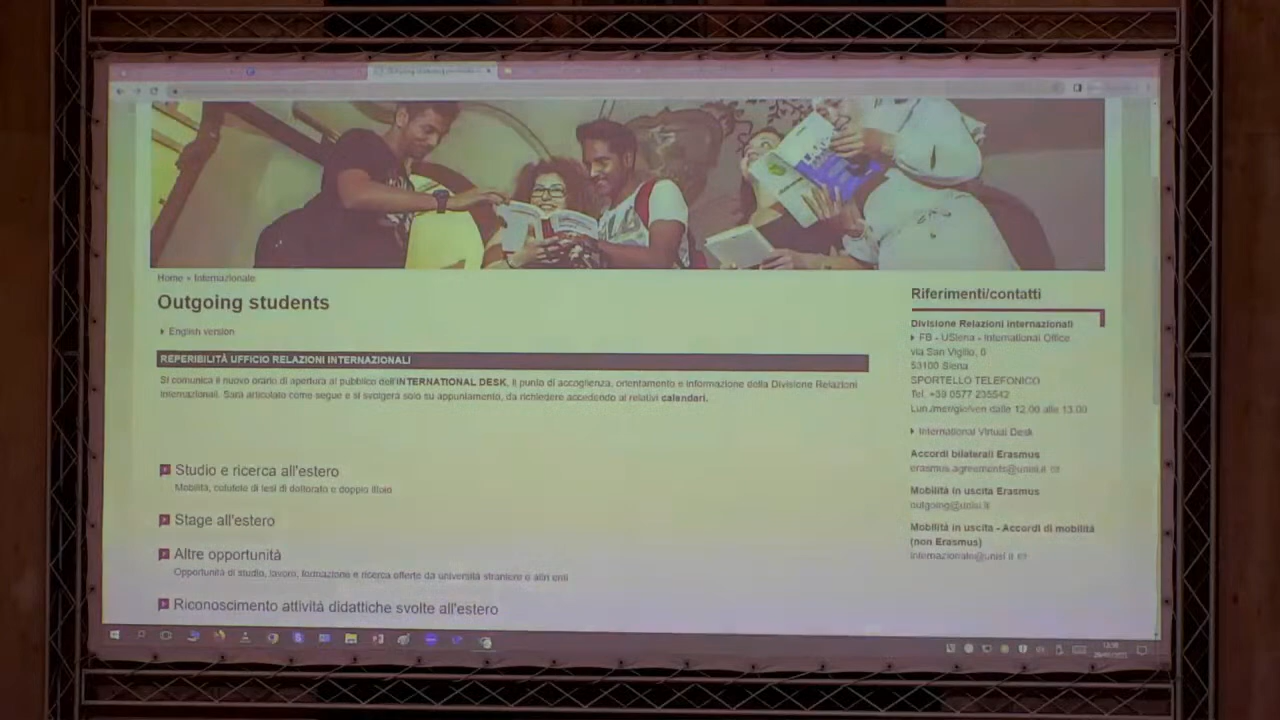 Home » Internazionale
Outgoing students
English version
REPERIBILITÀ UFFICIO RELAZIONI INTERNAZIONALI
Si comunica il nuovo orario di apertura al pubblico dell'INTERNATIONAL DESK, il punto di accoglienza, orientamento e informazione della Divisione Relazioni
Internazionali. Sarà articolato come segue e si svolgerà solo su appuntamento, da richiedere accedendo ai relativi calendari.
Studio e ricerca all'estero
Mobilità, cotutele di tesi di dottorato e doppio titolo
Stage all'estero
Altre opportunità
Opportunità di studio, lavoro, formazione e ricerca offerte da università straniere o altri enti
Riconoscimento attività didattiche svolte all'estero
Riferimenti/contatti
Divisione Relazioni internazionali
FB - USiena - International Office
via San Vigilio, 6
53100 Siena
SPORTELLO TELEFONICO
Tel. +39 0577 235542
Lun./mer/gio/ven dalle 12.00 alle 13.00
International Virtual Desk
Accordi bilaterali Erasmus
erasmus.agreements@unisi.it
Mobilità in uscita Erasmus
outgoing@unisi.it
Mobilità in uscita - Accordi di mobilità
(non Erasmus)
internazionale@unisi.it